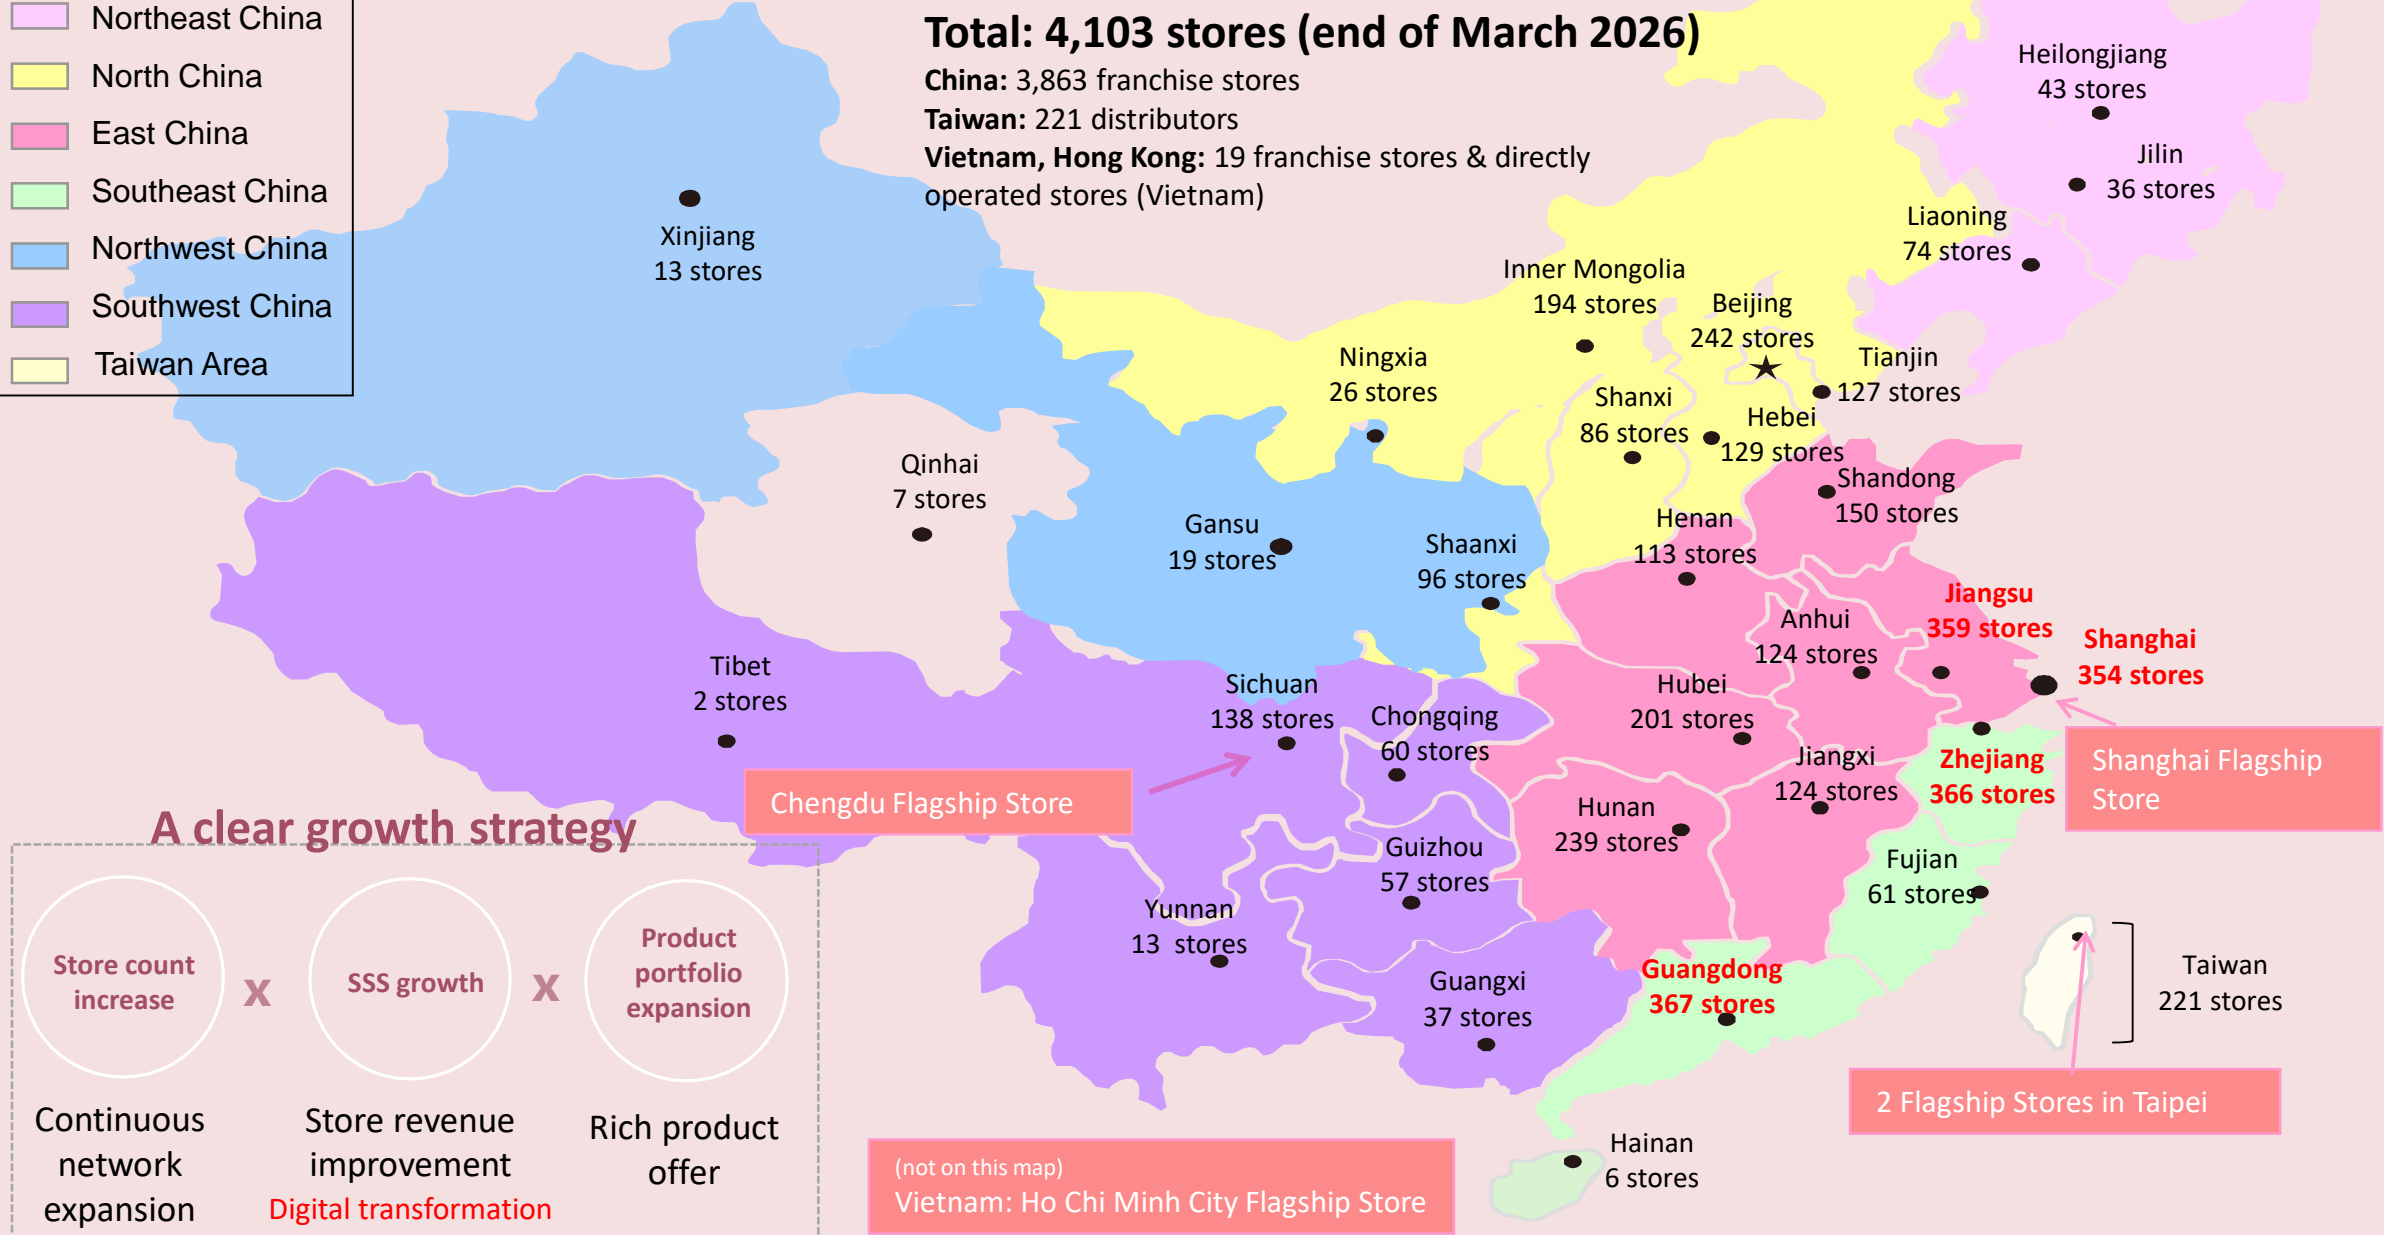 Northeast China
North China
East China
Southeast China
Northwest China
Southwest China
Taiwan Area
Total: 4,103 stores (end of March 2026)
China: 3,863 franchise stores
Taiwan: 221 distributors
Vietnam, Hong Kong: 19 franchise stores & directly
operated stores (Vietnam)
Heilongjiang
43 stores
Jilin
36 stores
Liaoning
74 stores
Xinjiang
13 stores
Inner Mongolia
194 stores
Beijing
242 stores
Ningxia
26 stores
Tianjin
127 stores
Shanxi
86 stores
Hebei
129 stores
Qinhai
7 stores
Shandong
150 stores
Gansu
19 stores
Shaanxi
96 stores
Henan
113 stores
Jiangsu
359 stores
Anhui
124 stores
Shanghai
354 stores
Tibet
2 stores
Sichuan
138 stores
Chongqing
60 stores
Hubei
201 stores
Jiangxi
124 stores
Zhejiang
366 stores
Shanghai Flagship
Store
Chengdu Flagship Store
Hunan
239 stores
Guizhou
57 stores
Fujian
61 stores
Yunnan
13 stores
Guangxi
37 stores
Guangdong
367 stores
Taiwan
221 stores
2 Flagship Stores in Taipei
Hainan
6 stores
(not on this map)
Vietnam: Ho Chi Minh City Flagship Store
A clear growth strategy
Store count
increase
x
SSS growth
x
Product
portfolio
expansion
Continuous
network
expansion
Store revenue
improvement
Digital transformation
Rich product
offer